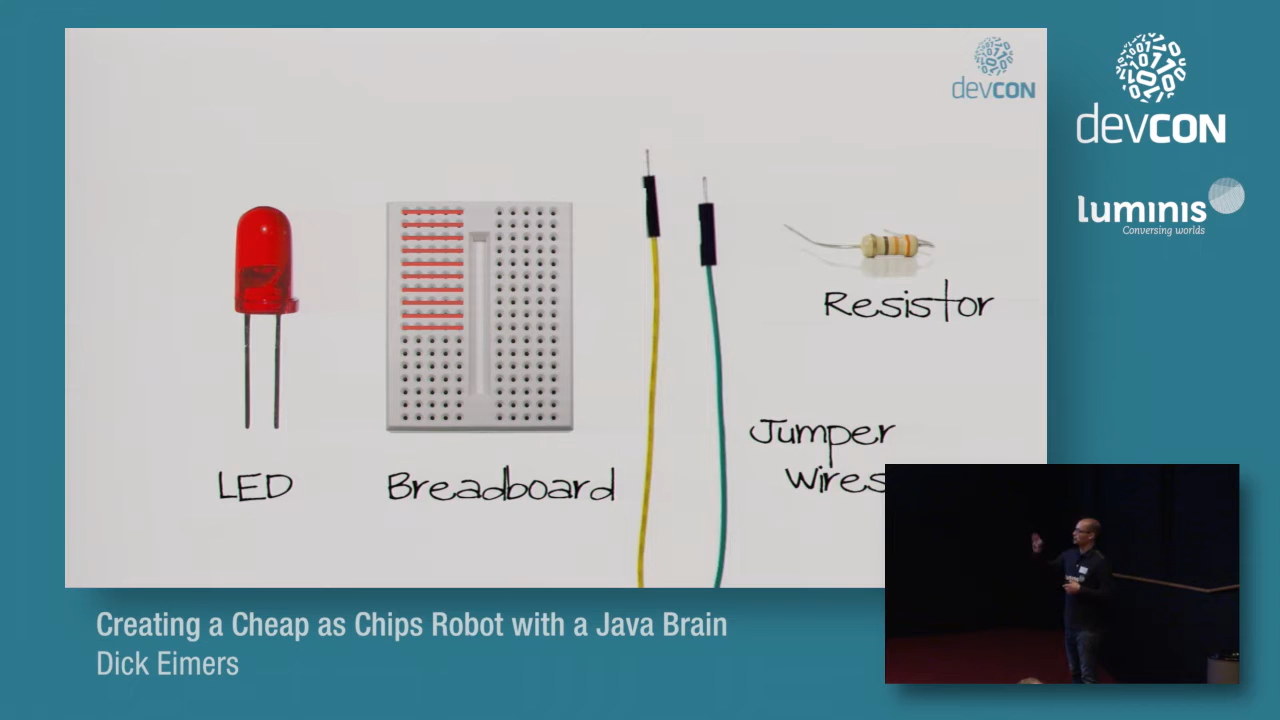 devCON
devCON
luminis
Conversing worlds
Resistor
Jumper
Wires
LED
Breadboard
Creating a Cheap as Chips Robot with a Java Brain
Dick Eimers